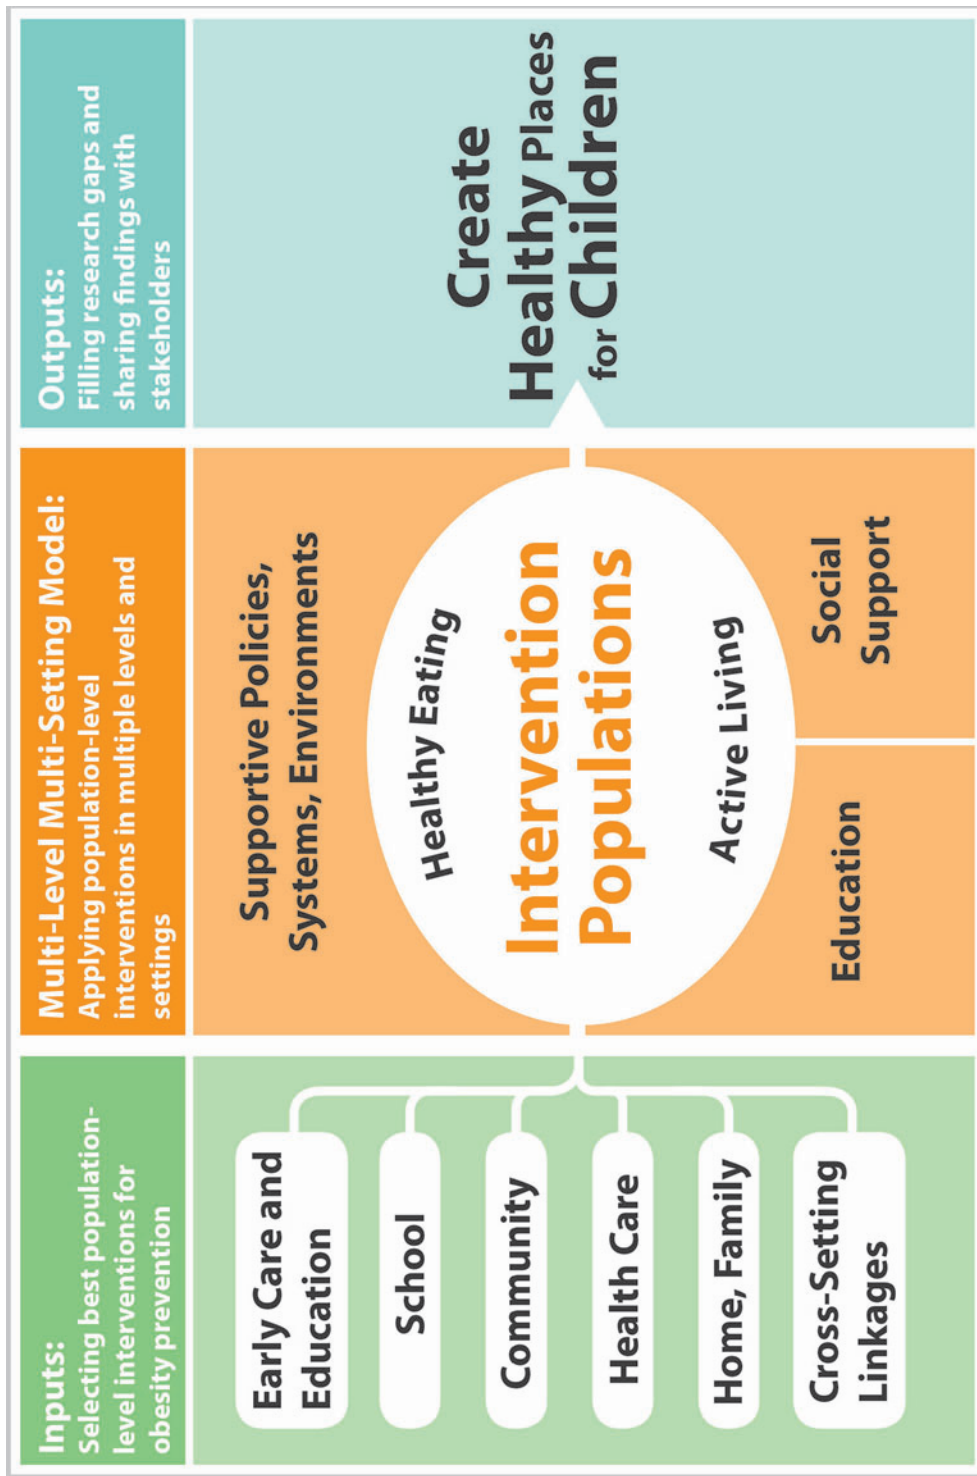 Inputs:
Selecting best population-
level interventions for
obesity prevention
Early Care and
Education
School
Community
Health Care
Home, Family
Cross-Setting
Linkages
Multi-Level Multi-Setting Model:
Applying population-level
interventions in multiple levels and
settings
Supportive Policies,
Systems, Environments
Healthy Eating
Intervention
Populations
Active Living
Education
Social
Support
Outputs:
Filling research gaps and
sharing findings with
stakeholders
Create
Healthy Places
for Children